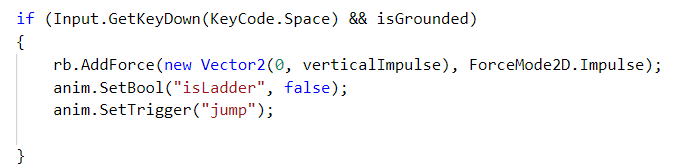 if (Input.GetKeyDown(KeyCode.Space) && isGrounded)
{
    rb.AddForce(new Vector2(0, verticalImpulse), ForceMode2D.Impulse);
    anim.SetBool("isLadder", false);
    anim.SetTrigger("jump");
}